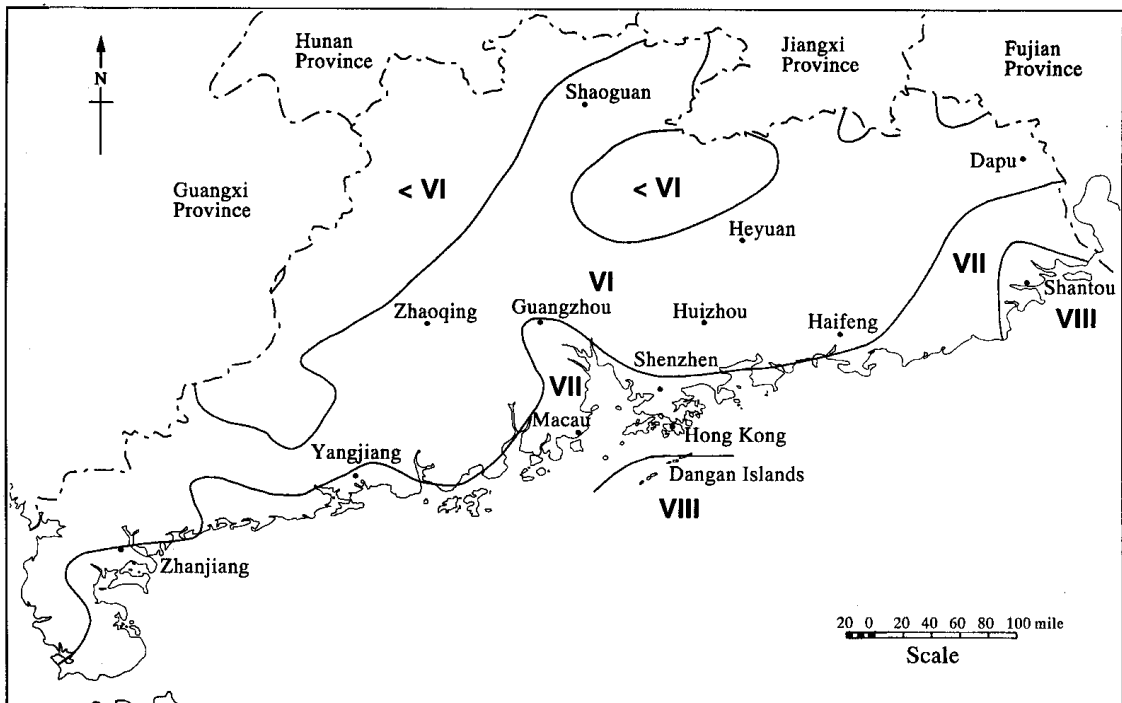 Hunan
Province
Jiangxi
Province
Fujian
Province
N
Shaoguan
Dapu
Guangxi
Province
< VI
< VI
Heyuan
VII
VI
Shantou
Zhaoqing
Guangzhou
Huizhou
Haifeng
VIII
Shenzhen
VII
Macau
Hong Kong
Yangjiang
Dangan Islands
VIII
Zhanjiang
20 0 20 40 60 80 100 mile
Scale